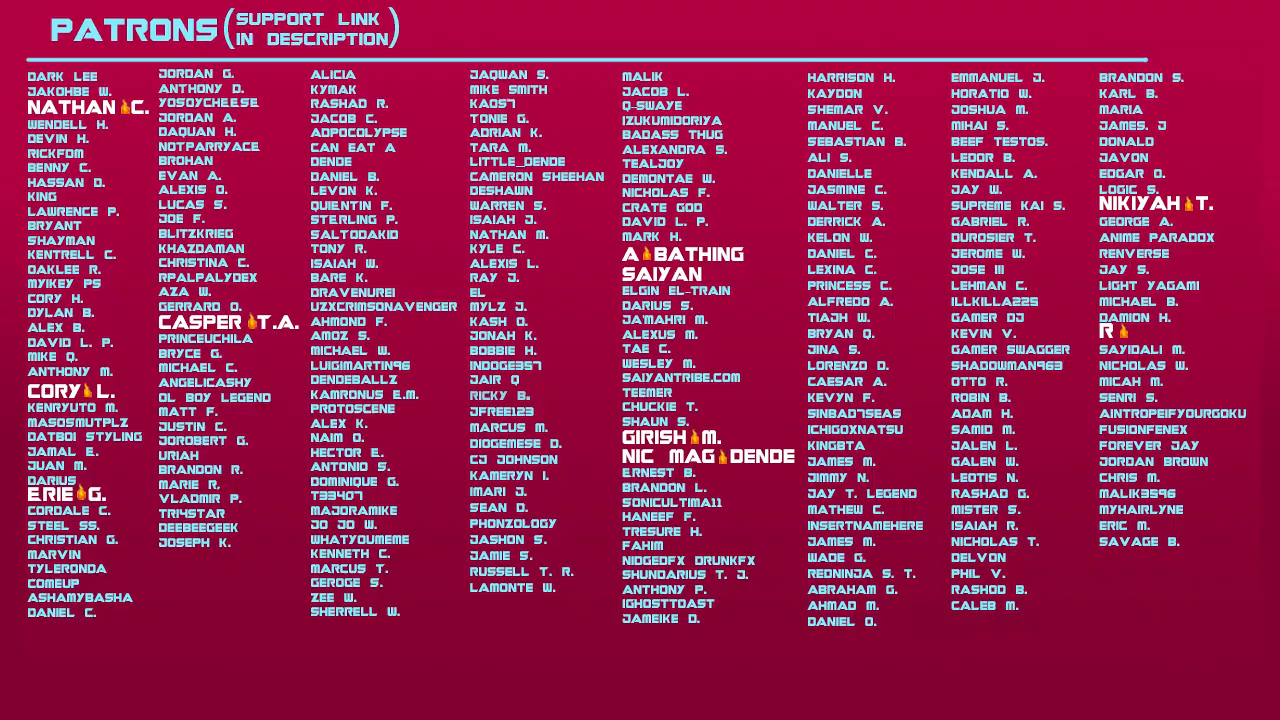 PATRONS (SUPPORT LINK
IN DESCRIPTION)
DARK LEE
JAKOHBE W.
NATHAN C.
WENDELL H.
DEVIN H.
RICKFDM
BENNY C.
HASSAN D.
KING
LAWRENCE P.
BRYANT
SHAYMAN
KENTRELL C.
OAKLEE R.
MYIKEY PS
CORY H.
DYLAN B.
ALEX B.
DAVID L. P.
MIKE Q.
ANTHONY M.
CORY L.
KENRYUTO M.
MASOSMUTPLZ
DATBOI STYLING
JAMAL E.
JUAN M.
DARIUS
ERIE G.
CORDALE C.
STEEL SS.
CHRISTIAN G.
MARVIN
TYLERONDA
COMEUP
ASHAMYBASHA
DANIEL C.
JORDAN G.
ANTHONY D.
YOSOYCHEESE
JORDAN A.
DAQUAN H.
NOTPARRYACE
BROHAN
EVAN A.
ALEXIS O.
LUCAS S.
JOE F.
BLITZKRIEG
KHAZDAMAN
CHRISTINA C.
RPALPALYDEX
AZA W.
GERRARD O.
CASPER T.A.
PRINCEUCHILA
BRYCE G.
MICHAEL C.
ANGELICASHY
OL BOY LEGEND
MATT F.
JUSTIN C.
JOROBERT G.
URIAH
BRANDON R.
MARIE R.
VLADMIR P.
TRI4STAR
DEEBEEGEEK
JOSEPH K.
ALICIA
KYMAK
RASHAD R.
JACOB C.
ADPOCOLYPSE
CAN EAT A
DENDE
DANIEL B.
LEVON K.
QUIENTIN F.
STERLING P.
SALTODAKID
TONY R.
ISAIAH W.
BARE K.
DRAVENUREI
UZXCRIMSONAVENGER
AHMOND F.
AMOZ S.
MICHAEL W.
LUIGIMARTIN96
DENDEBALLZ
KAMRONUS E.M.
PROTOSCENE
ALEX K.
NAIM O.
HECTOR E.
ANTONIO S.
DOMINIQUE G.
T33407
MAJORAMIKE
JO JO W.
WHATYOUMEME
KENNETH C.
MARCUS T.
GEROGE S.
ZEE W.
SHERRELL W.
JAQWAN S.
MIKE SMITH
KAOS7
TONIE G.
ADRIAN K.
TARA M.
LITTLE_DENDE
CAMERON SHEEHAN
DESHAWN
WARREN S.
ISAIAH J.
NATHAN M.
KYLE C.
ALEXIS L.
RAY J.
EL
MYLZ J.
KASH O.
JONAH K.
BOBBIE H.
INDOGE357
JAIR Q
RICKY B.
JFREE123
MARCUS M.
DIOGEMESE D.
CJ JOHNSON
KAMERYN I.
IMARI J.
SEAN D.
PHONZOLOGY
JASHON S.
JAMIE S.
RUSSELL T. R.
LAMONTE W.
MALIK
JACOB L.
Q-SWAYE
IZUKUMIDORIYA
BADASS THUG
ALEXANDRA S.
TEALJOY
DEMONTAE W.
NICHOLAS F.
CRATE GOD
DAVID L. P.
MARK H.
A BATHING
SAIYAN
ELGIN EL-TRAIN
DARIUS S.
JA'MAHRI M.
ALEXUS M.
TAE C.
WESLEY M.
SAIYANTRIBE.COM
TEEMER
CHUCKIE T.
SHAUN S.
GIRISH M.
NIC MAG DENDE
ERNEST B.
BRANDON L.
SONICULTIMA11
HANEEF F.
TRESURE H.
FAHIM
NIDGEDFX DRUNKFX
SHUNDARIUS T. J.
ANTHONY P.
IGHOSTTOAST
JAMEIKE D.
HARRISON H.
KAYDON
SHEMAR V.
MANUEL C.
SEBASTIAN B.
ALI S.
DANIELLE
JASMINE C.
WALTER S.
DERRICK A.
KELON W.
DANIEL C.
LEXINA C.
PRINCESS C.
ALFREDO A.
TIAJH W.
BRYAN Q.
JINA S.
LORENZO D.
CAESAR A.
KEVYN F.
SINBAD7SEAS
ICHIGOXNATSU
KINGBTA
JAMES M.
JIMMY N.
JAY T. LEGEND
MATHEW C.
INSERTNAMEHERE
JAMES M.
WADE G.
REDNINJA S. T.
ABRAHAM G.
AHMAD M.
DANIEL O.
EMMANUEL J.
HORATIO W.
JOSHUA M.
MIHAI S.
BEEF TESTOS.
LEDOR B.
KENDALL A.
JAY W.
SUPREME KAI S.
GABRIEL R.
DUROSIER T.
JEROME W.
JOSE III
LEHMAN C.
ILLKILLA225
GAMER DJ
KEVIN V.
GAMER SWAGGER
SHADOWMAN963
OTTO R.
ROBIN B.
ADAM H.
SAMID M.
JALEN L.
GALEN W.
LEOTIS N.
RASHAD G.
MISTER S.
ISAIAH R.
NICHOLAS T.
DELVON
PHIL V.
RASHOD B.
CALEB M.
BRANDON S.
KARL B.
MARIA
JAMES. J
DONALD
JAVON
EDGAR O.
LOGIC S.
NIKIYAH T.
GEORGE A.
ANIME PARADOX
RENVERSE
JAY S.
LIGHT YAGAMI
MICHAEL B.
DAMION H.
R
SAYIDALI M.
NICHOLAS W.
MICAH M.
SENRI S.
AINTROPEIFYOURGOKU
FUSIONFENEX
FOREVER JAY
JORDAN BROWN
CHRIS M.
MALIK3596
MYHAIRLYNE
ERIC M.
SAVAGE B.